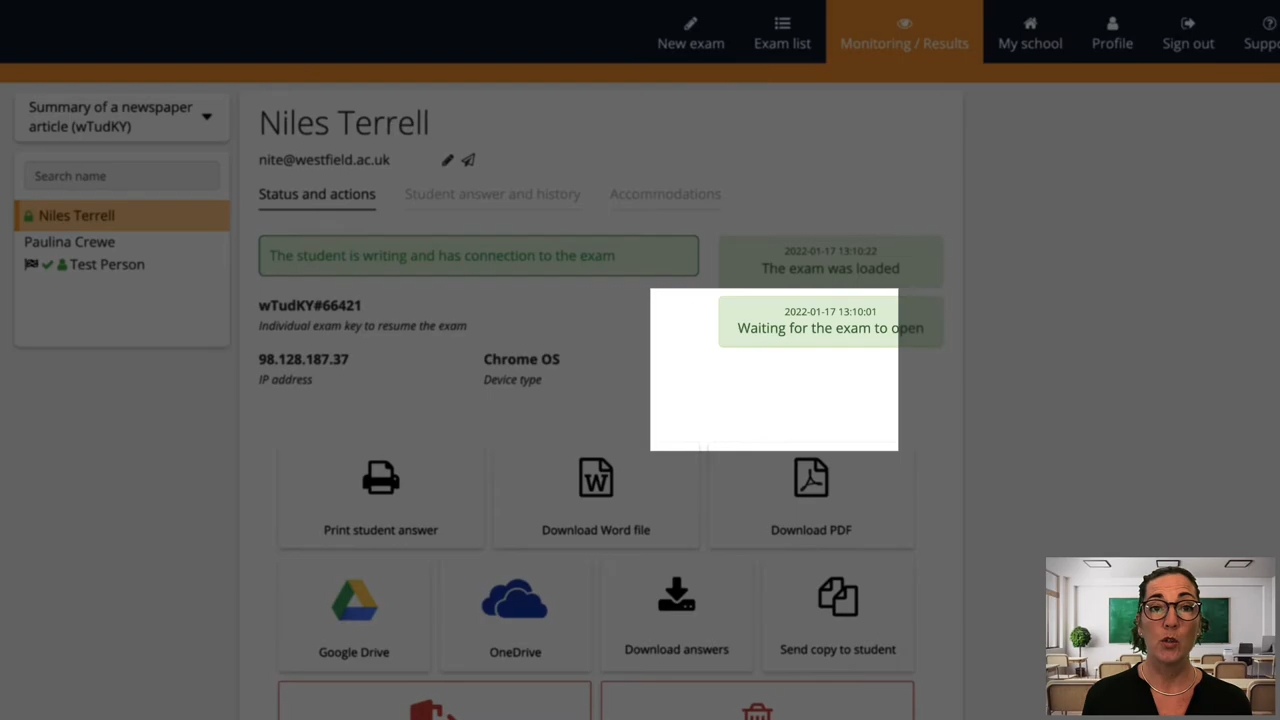 New exam
Exam list
Monitoring / Results
My school
Profile
Sign out
Summary of a newspaper
article (wTudKY)
Search name
Niles Terrell
Paulina Crewe
Test Person
Niles Terrell
nite@westfield.ac.uk
Status and actions
Student answer and history
Accommodations
The student is writing and has connection to the exam
2022-01-17 13:10:22
The exam was loaded
2022-01-17 13:10:01
Waiting for the exam to open
wTudKY#66421
Individual exam key to resume the exam
98.128.187.37
IP address
Chrome OS
Device type
Print student answer
Download Word file
Download PDF
Google Drive
OneDrive
Download answers
Send copy to student